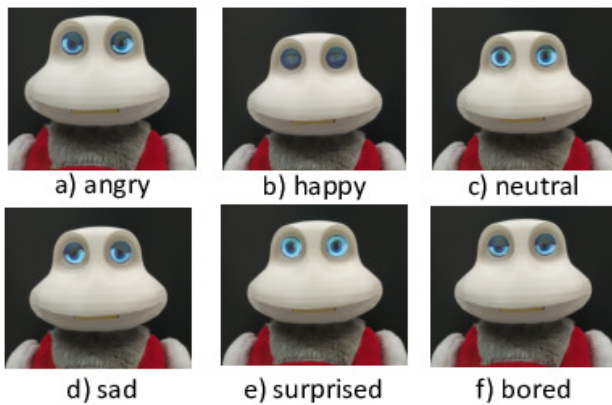 a) angry
b) happy
c) neutral
d) sad
e) surprised
f) bored